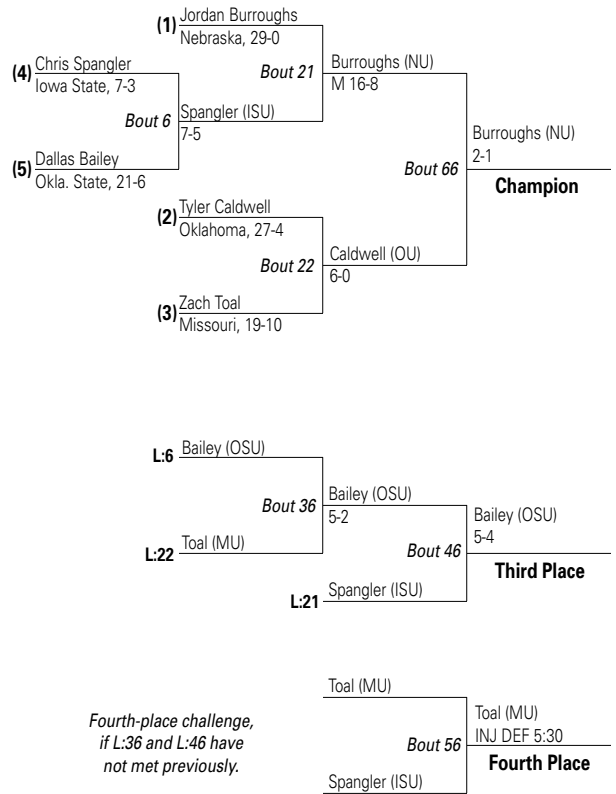 (1) Jordan Burroughs
Nebraska, 29-0
(4) Chris Spangler
Iowa State, 7-3
Bout 21
Burroughs (NU)
M 16-8
Bout 6
Spangler (ISU)
7-5
(5) Dallas Bailey
Okla. State, 21-6
Bout 66
Burroughs (NU)
2-1
Champion
(2) Tyler Caldwell
Oklahoma, 27-4
Bout 22
Caldwell (OU)
6-0
(3) Zach Toal
Missouri, 19-10
L:6 Bailey (OSU)
Bout 36
Bailey (OSU)
5-2
L:22 Toal (MU)
Bout 46
Bailey (OSU)
5-4
Third Place
L:21 Spangler (ISU)
Toal (MU)
Fourth-place challenge,
if L:36 and L:46 have
not met previously.
Bout 56
Toal (MU)
INJ DEF 5:30
Fourth Place
Spangler (ISU)